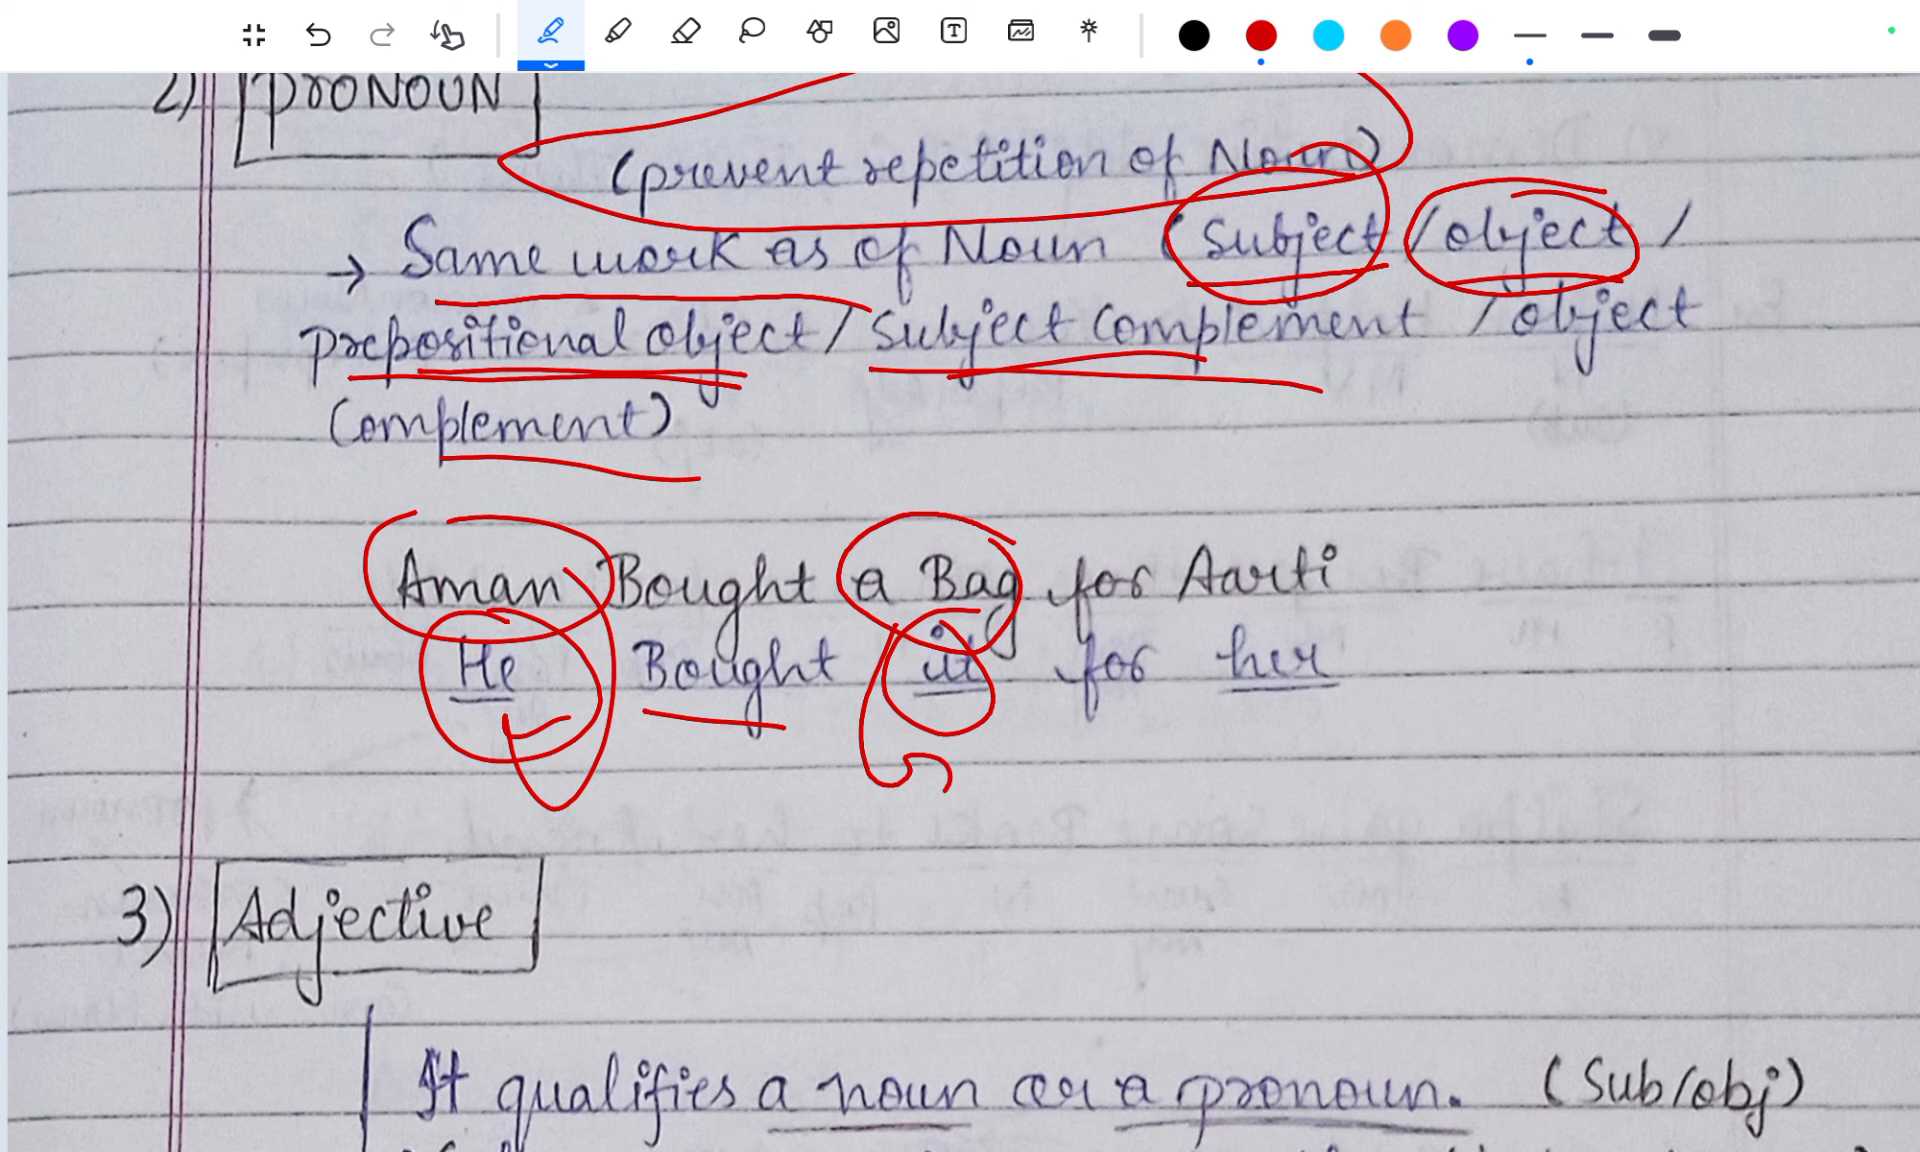 2) PRONOUN
(prevent repetition of Noun)
→ Same work as of Noun (Subject / object /
prepositional object / Subject Complement / object
Complement)
Aman Bought a Bag for Aarti
He Bought it for her
3) Adjective
It qualifies a noun or a pronoun. (Sub/obj)